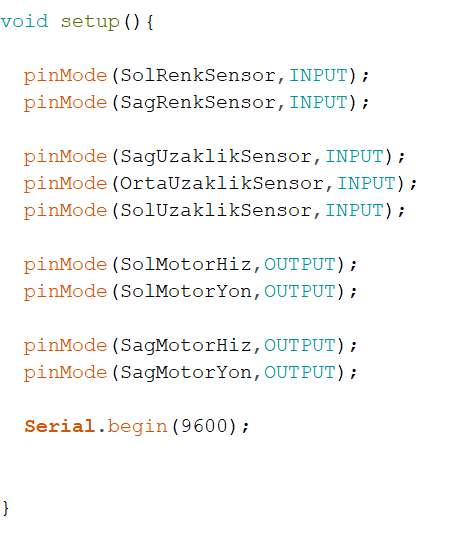 void setup(){
pinMode(SolRenkSensor,INPUT);
pinMode(SagRenkSensor,INPUT);
pinMode(SagUzaklikSensor,INPUT);
pinMode(OrtaUzaklikSensor,INPUT);
pinMode(SolUzaklikSensor,INPUT);
pinMode(SolMotorHiz,OUTPUT);
pinMode(SolMotorYon,OUTPUT);
pinMode(SagMotorHiz,OUTPUT);
pinMode(SagMotorYon,OUTPUT);
Serial.begin(9600);
}